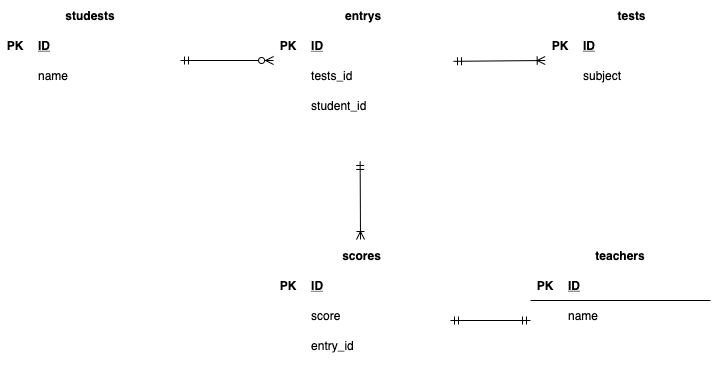 students
PK ID
name
entrys
PK ID
tests_id
student_id
tests
PK ID
subject
scores
PK ID
score
entry_id
teachers
PK ID
name